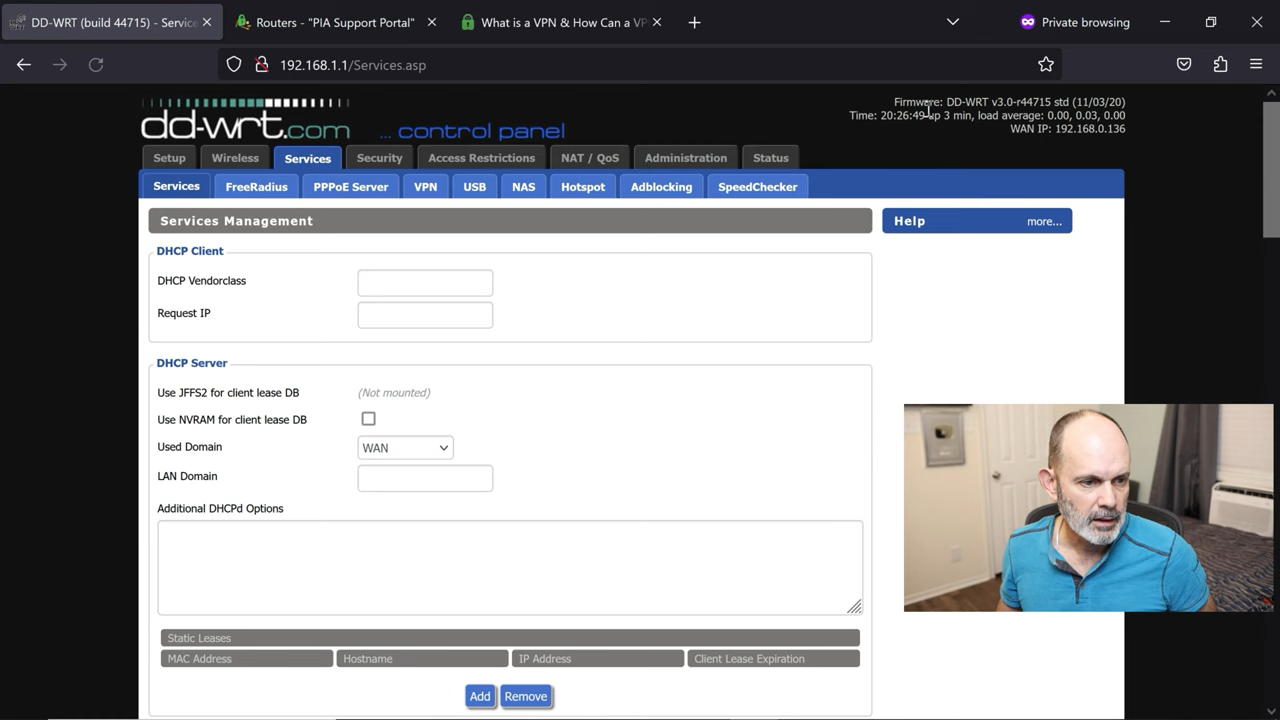 DD-WRT (build 44715) - Service
Routers - "PIA Support Portal"
What is a VPN & How Can a VP
Private browsing
192.168.1.1/Services.asp
dd-wrt.com ... control panel
Firmware: DD-WRT v3.0-r44715 std (11/03/20)
Time: 20:26:49 up 3 min, load average: 0.00, 0.03, 0.00
WAN IP: 192.168.0.136
Setup Wireless Services Security Access Restrictions NAT / QoS Administration Status
Services FreeRadius PPPoE Server VPN USB NAS Hotspot Adblocking SpeedChecker
Services Management
Help more...
DHCP Client
DHCP Vendorclass
Request IP
DHCP Server
Use JFFS2 for client lease DB (Not mounted)
Use NVRAM for client lease DB
Used Domain WAN
LAN Domain
Additional DHCPd Options
Static Leases
MAC Address Hostname IP Address Client Lease Expiration
Add Remove